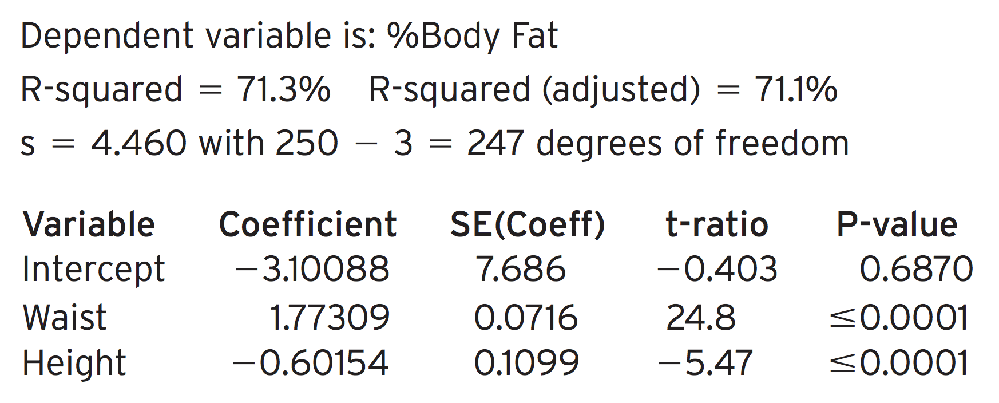 Dependent variable is: %Body Fat
R-squared = 71.3% R-squared (adjusted) = 71.1%
s = 4.460 with 250 − 3 = 247 degrees of freedom
Variable Coefficient SE(Coeff) t-ratio P-value
Intercept −3.10088 7.686 −0.403 0.6870
Waist 1.77309 0.0716 24.8 ≤0.0001
Height −0.60154 0.1099 −5.47 ≤0.0001